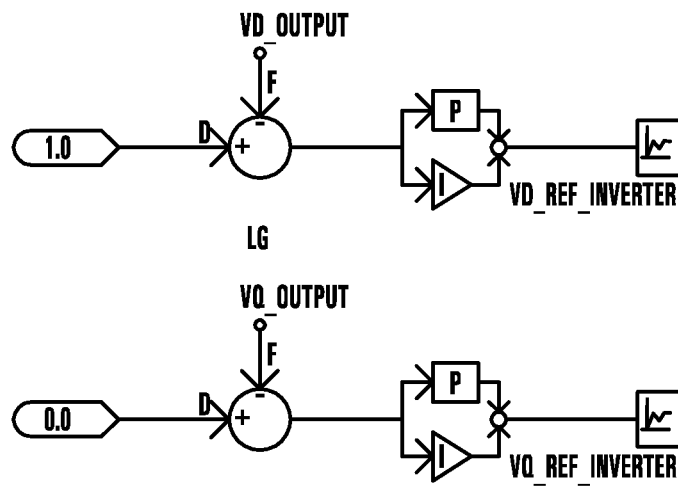 VD_OUTPUT
F
-
1.0
D
+
P
I
VD_REF_INVERTER
LG
VQ_OUTPUT
F
-
0.0
D
+
P
I
VQ_REF_INVERTER